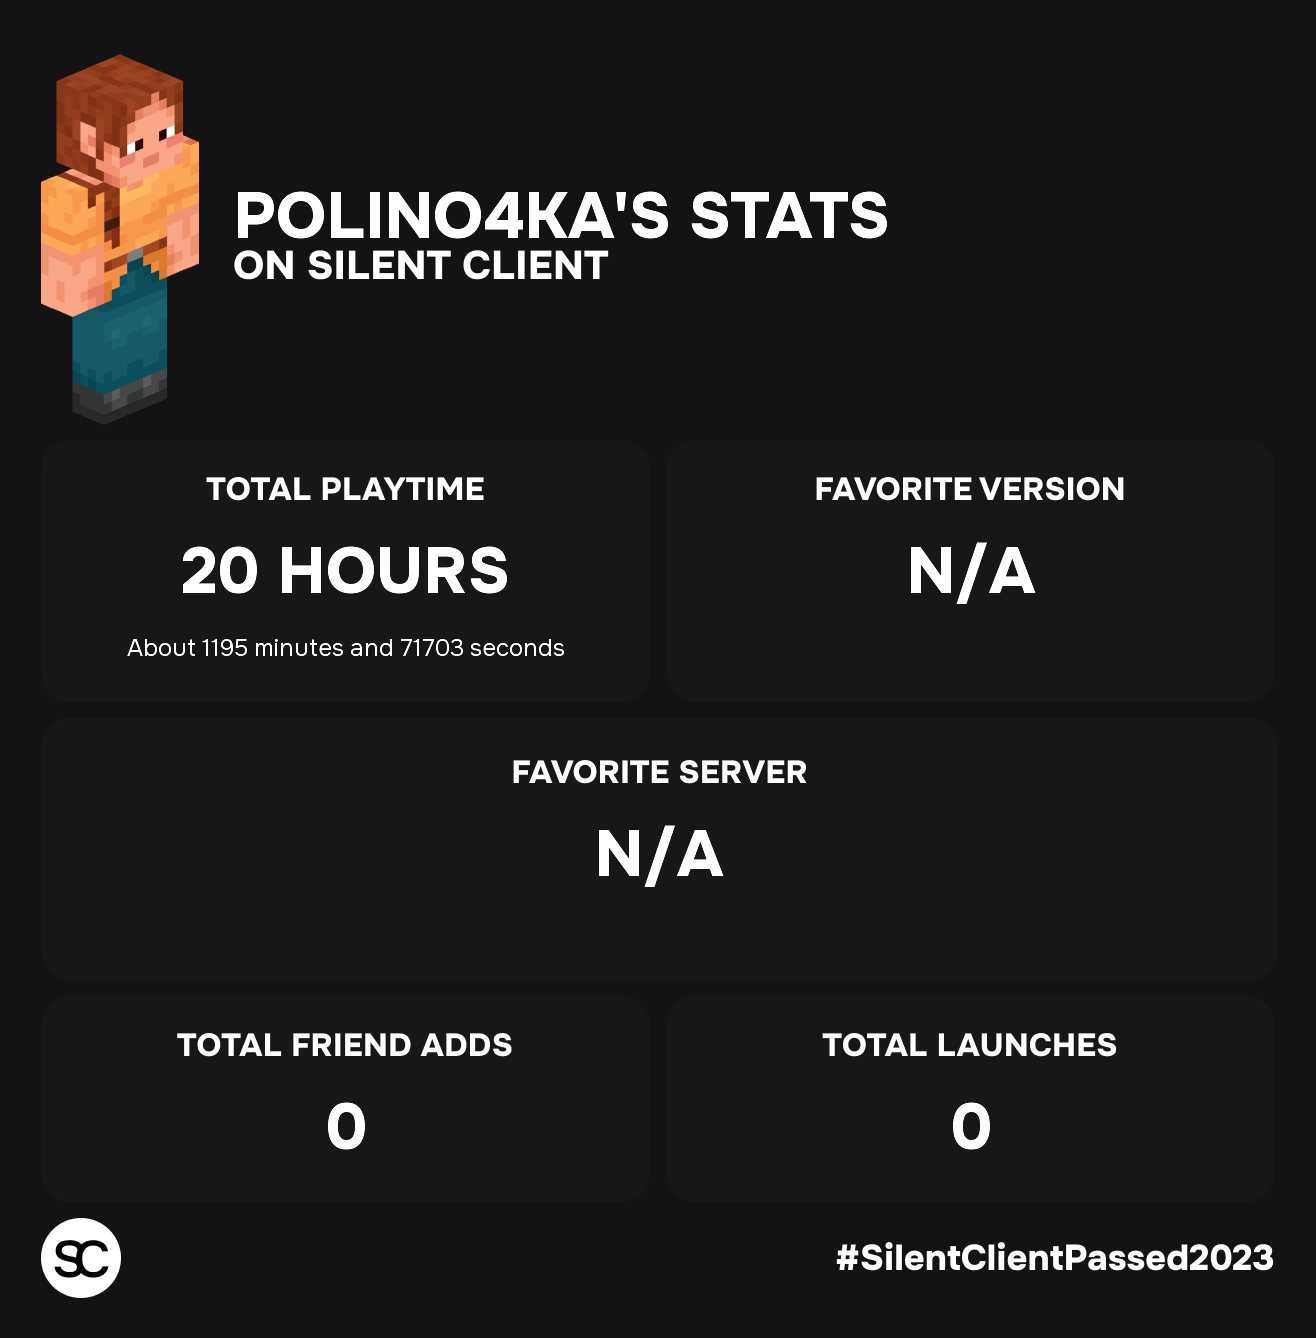 POLINO4KA'S STATS
ON SILENT CLIENT
TOTAL PLAYTIME
20 HOURS
About 1195 minutes and 71703 seconds
FAVORITE VERSION
N/A
FAVORITE SERVER
N/A
TOTAL FRIEND ADDS
0
TOTAL LAUNCHES
0
SC
#SilentClientPassed2023